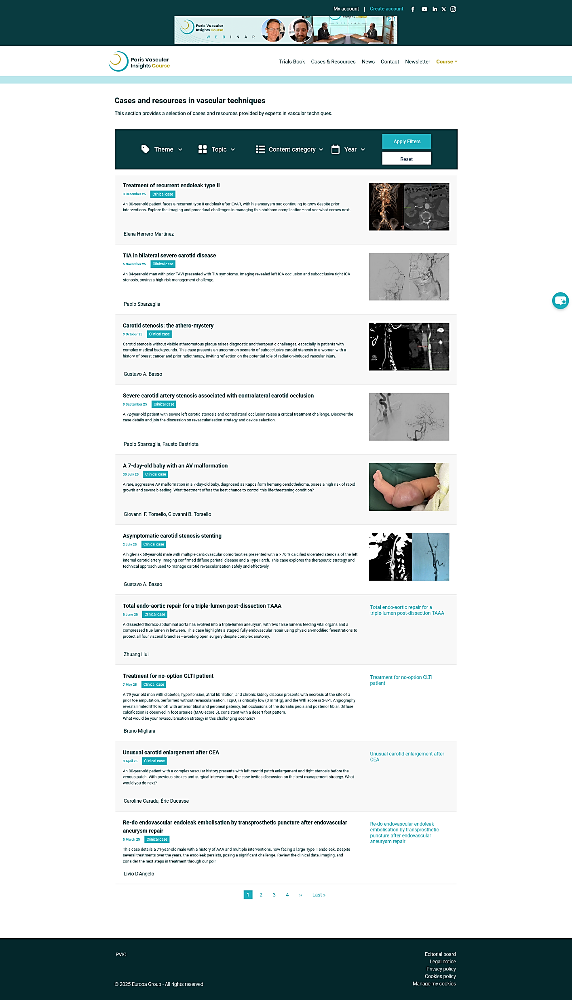 My account | Create account
Paris Vascular
Insights Course
WEBINAR
Paris Vascular
Insights Course
Trials Book Cases & Resources News Contact Newsletter Course
Cases and resources in vascular techniques
This section provides a selection of cases and resources provided by experts in vascular techniques.
Theme Topic Content category Year
Apply Filters
Reset
Treatment of recurrent endoleak type II
3 December 25 Clinical case
An 80-year-old patient faces a recurrent type II endoleak after EVAR, with his aneurysm sac continuing to grow despite prior
interventions. Explore the imaging and procedural challenges in managing this stubborn complication—and see what comes next.
Elena Herrero Martínez
TIA in bilateral severe carotid disease
5 November 25 Clinical case
An 84-year-old man with prior TAVI presented with TIA symptoms. Imaging revealed left ICA occlusion and subocclusive right ICA
stenosis, posing a high-risk management challenge.
Paolo Sbarzaglia
Carotid stenosis: the athero-mystery
9 October 25 Clinical case
Carotid stenosis without visible atheromatous plaque raises diagnostic and therapeutic challenges, especially in patients with
complex medical backgrounds. This case presents an uncommon scenario of subocclusive carotid stenosis in a woman with a
history of breast cancer and prior radiotherapy, inviting reflection on the potential role of radiation-induced vascular injury.
Gustavo A. Basso
Severe carotid artery stenosis associated with contralateral carotid occlusion
9 September 25 Clinical case
A 72-year-old patient with severe left carotid stenosis and contralateral occlusion raises a critical treatment challenge. Discover the
case details and join the discussion on revascularisation strategy and device selection.
Paolo Sbarzaglia, Fausto Castriota
A 7-day-old baby with an AV malformation
30 July 25 Clinical case
A rare, aggressive AV malformation in a 7-day-old baby, diagnosed as Kaposiform hemangioendothelioma, poses a high risk of rapid
growth and severe bleeding. What treatment offers the best chance to control this life-threatening condition?
Giovanni F. Torsello, Giovanni B. Torsello
Asymptomatic carotid stenosis stenting
2 July 25 Clinical case
A high-risk 60-year-old male with multiple cardiovascular comorbidities presented with a > 70 % calcified ulcerated stenosis of the left
internal carotid artery. Imaging confirmed diffuse parietal disease and a Type I arch. This case explores the therapeutic strategy and
technical approach used to manage carotid revascularisation safely and effectively.
Gustavo A. Basso
Total endo-aortic repair for a triple-lumen post-dissection TAAA
5 June 25 Clinical case
A dissected thoraco-abdominal aorta has evolved into a triple-lumen aneurysm, with two false lumens feeding vital organs and a
compressed true lumen in between. This case highlights a staged, fully endovascular repair using physician-modified fenestrations to
protect all four visceral branches—avoiding open surgery despite complex anatomy.
Zhuang Hui
Total endo-aortic repair for a
triple-lumen post-dissection TAAA
Treatment for no-option CLTI patient
7 May 25 Clinical case
A 79-year-old man with diabetes, hypertension, atrial fibrillation, and chronic kidney disease presents with necrosis at the site of a
prior toe amputation, performed without revascularisation. TcpO₂ is critically low (3 mmHg), and the WIfI score is 2-3-1. Angiography
reveals limited BTK runoff with anterior tibial and peroneal patency, but occlusions of the dorsalis pedis and posterior tibial. Diffuse
calcification is observed in foot arteries (MAC-score 5), consistent with a desert foot pattern.
What would be your revascularisation strategy in this challenging scenario?
Bruno Migliara
Treatment for no-option CLTI
patient
Unusual carotid enlargement after CEA
3 April 25 Clinical case
An 80-year-old patient with a complex vascular history presents with left carotid patch enlargement and tight stenosis before the
venous patch. With previous strokes and surgical interventions, the case invites discussion on the best management strategy. What
would you do next?
Caroline Caradu, Éric Ducasse
Unusual carotid enlargement after
CEA
Re-do endovascular endoleak embolisation by transprosthetic puncture after endovascular
aneurysm repair
5 March 25 Clinical case
This case details a 71-year-old male with a history of AAA and multiple interventions, now facing a large Type II endoleak. Despite
several treatments over the years, the endoleak persists, posing a significant challenge. Review the clinical data, imaging, and
consider the next steps in treatment through our poll!
Livio D'Angelo
Re-do endovascular endoleak
embolisation by transprosthetic
puncture after endovascular
aneurysm repair
1 2 3 4 ›› Last »
PVIC
Editorial board
Legal notice
Privacy policy
Cookies policy
Manage my cookies
© 2025 Europa Group - All rights reserved